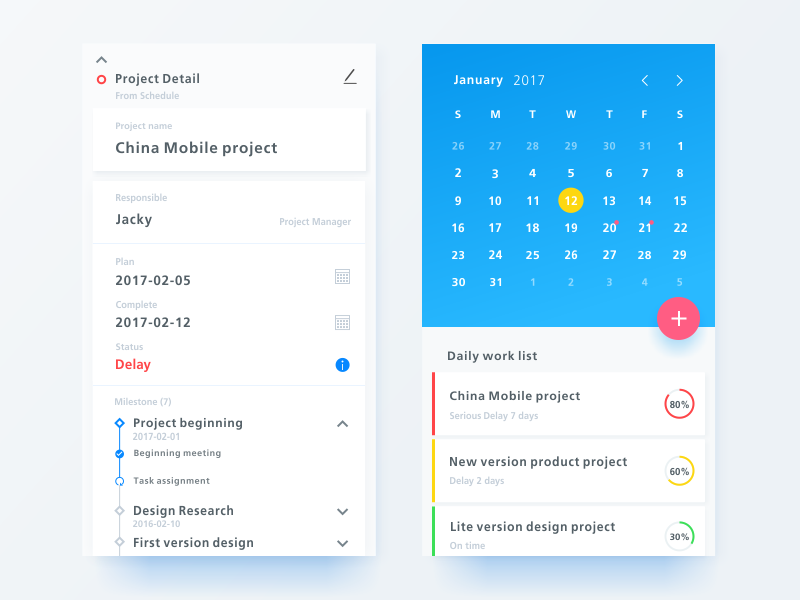 Project Detail
From Schedule
Project name
China Mobile project
Responsible
Jacky
Project Manager
Plan
2017-02-05
Complete
2017-02-12
Status
Delay
Milestone (7)
Project beginning
2017-02-01
Beginning meeting
Task assignment
Design Research
2016-02-10
First version design
January 2017
S M T W T F S
26 27 28 29 30 31 1
2 3 4 5 6 7 8
9 10 11 12 13 14 15
16 17 18 19 20 21 22
23 24 25 26 27 28 29
30 31 1 2 3 4 5
Daily work list
China Mobile project
Serious Delay 7 days
80%
New version product project
Delay 2 days
60%
Lite version design project
On time
30%